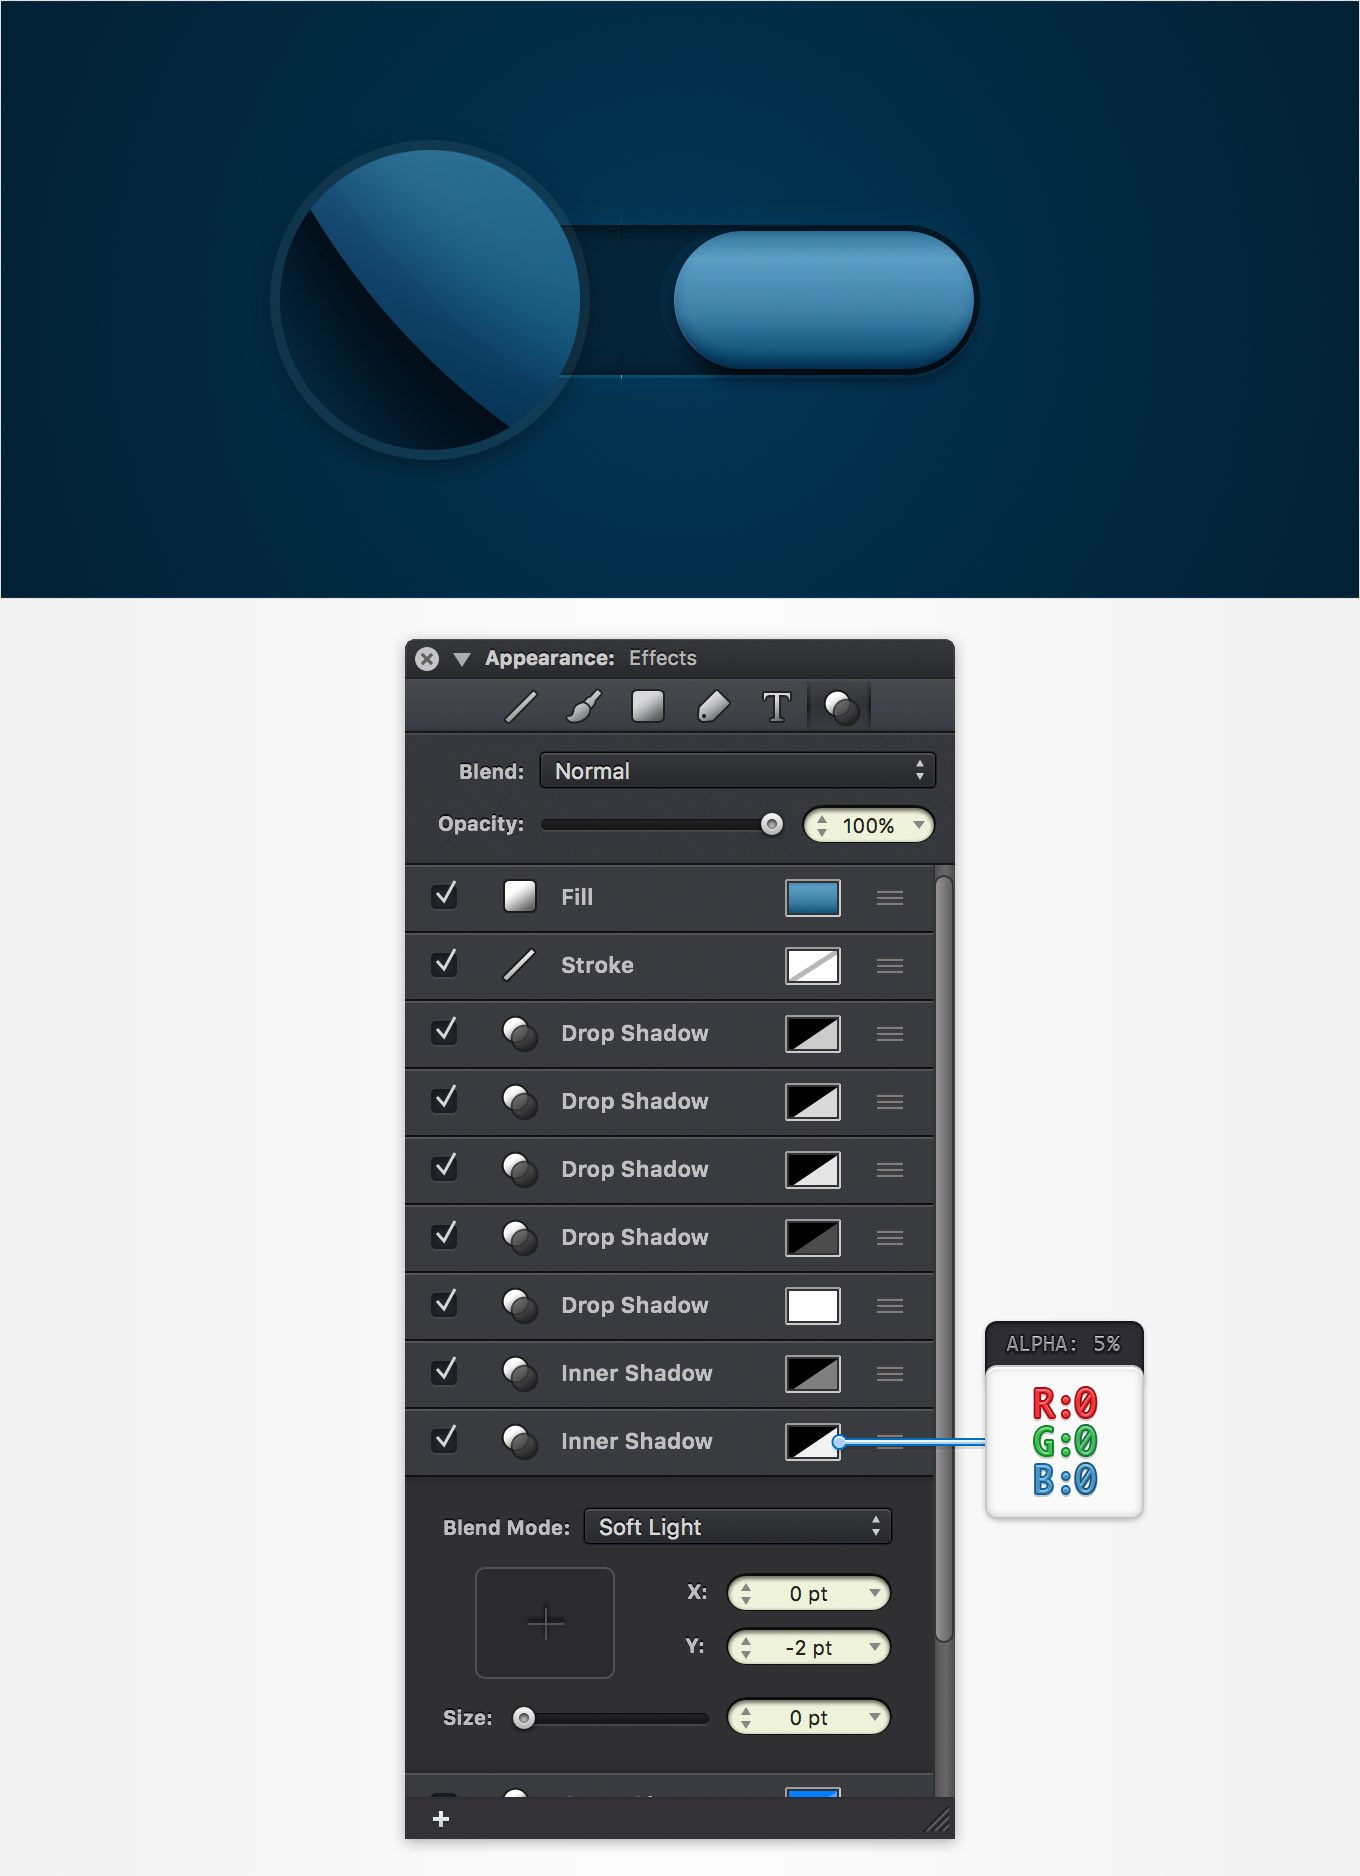 Appearance: Effects
T
Blend: Normal
Opacity: 100%
Fill
Stroke
Drop Shadow
Drop Shadow
Drop Shadow
Drop Shadow
Drop Shadow
Inner Shadow
Inner Shadow
ALPHA: 5%
R:0
G:0
B:0
Blend Mode: Soft Light
X: 0 pt
Y: -2 pt
Size: 0 pt